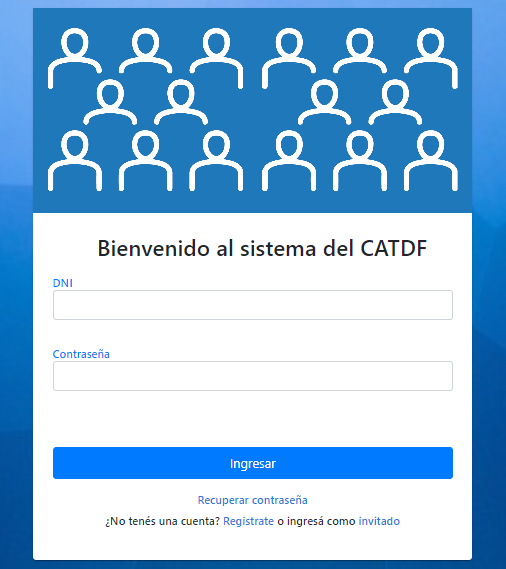 Bienvenido al sistema del CATDF
DNI
Contraseña
Ingresar
Recuperar contraseña
¿No tenés una cuenta? Registrate o ingresá como invitado